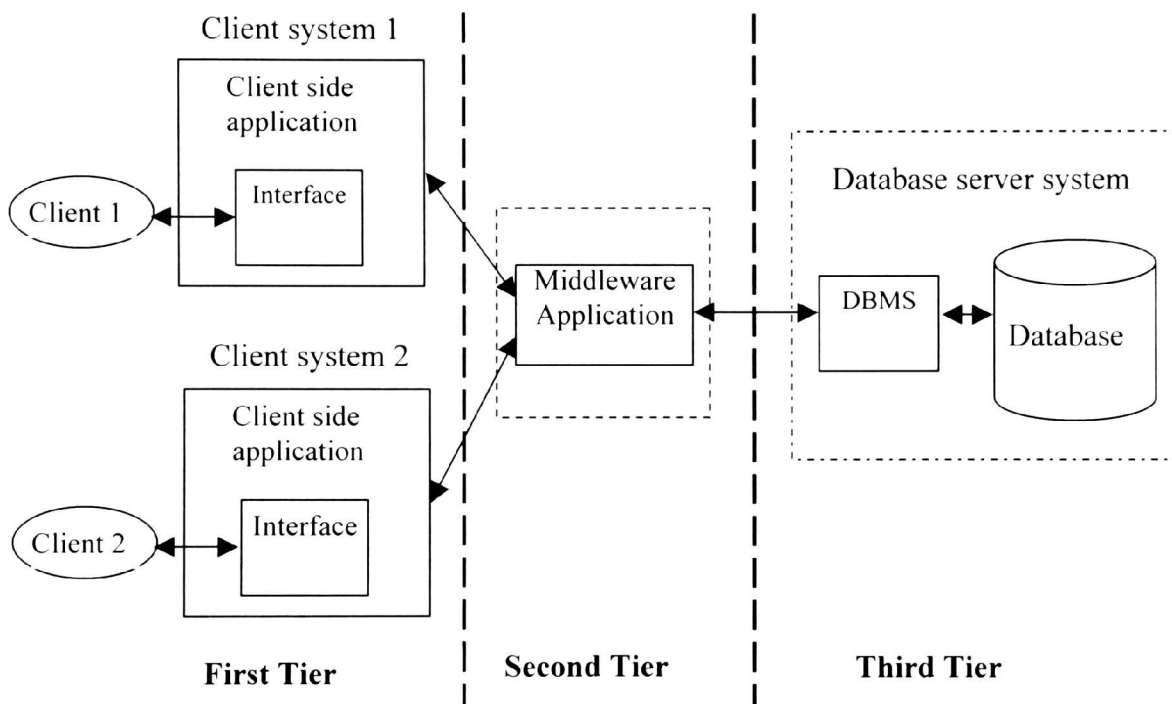 Client system 1
Client side
application
Interface
Client 1
Client system 2
Client side
application
Interface
Client 2
Middleware
Application
Database server system
DBMS
Database
First Tier
Second Tier
Third Tier